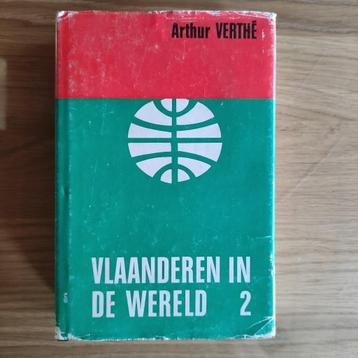 Arthur VERTHÉ
VLAANDEREN IN
DE WERELD 2